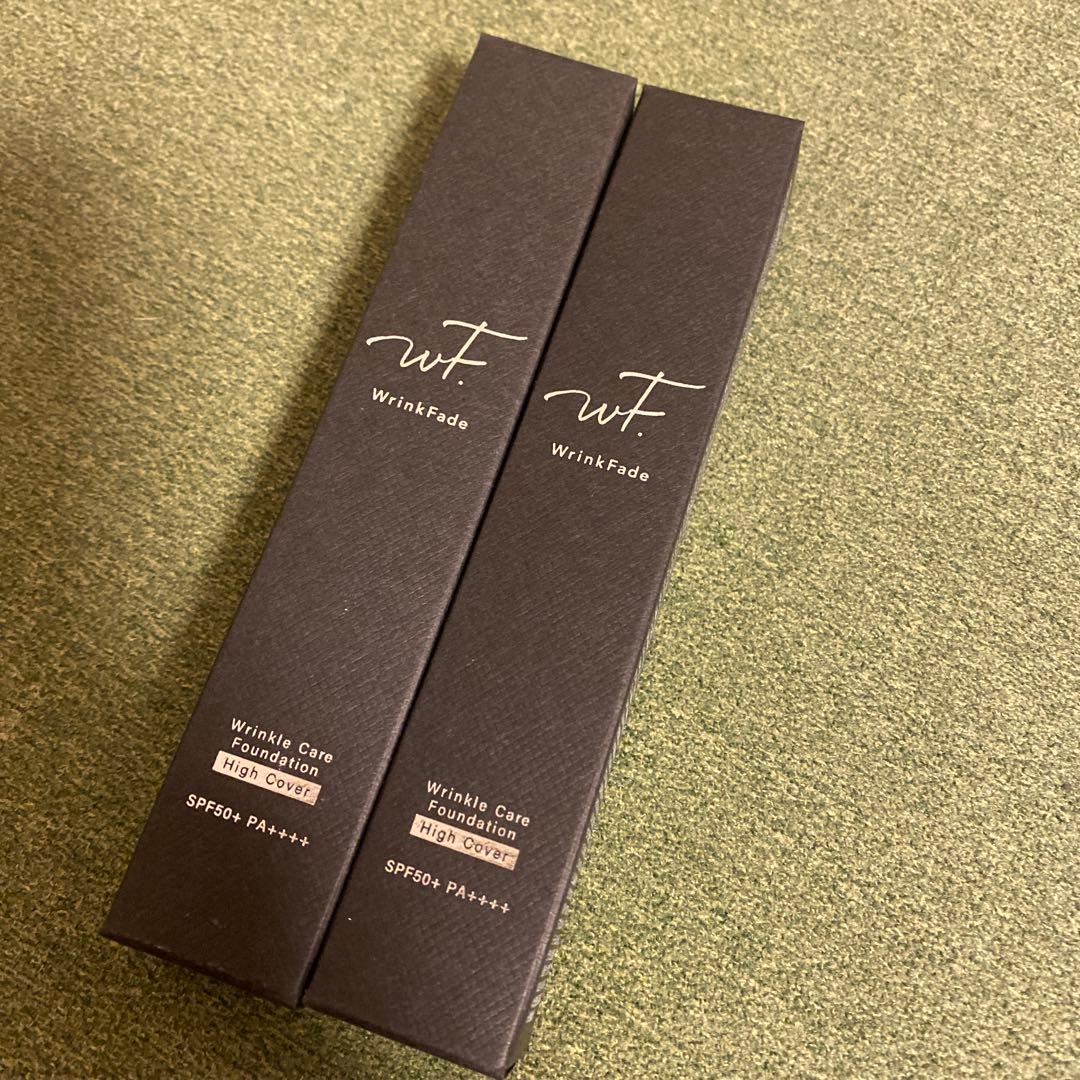 WF.
WrinkFade
Wrinkle Care
Foundation
High Cover
SPF50+ PA++++
WF.
WrinkFade
Wrinkle Care
Foundation
High Cover
SPF50+ PA++++